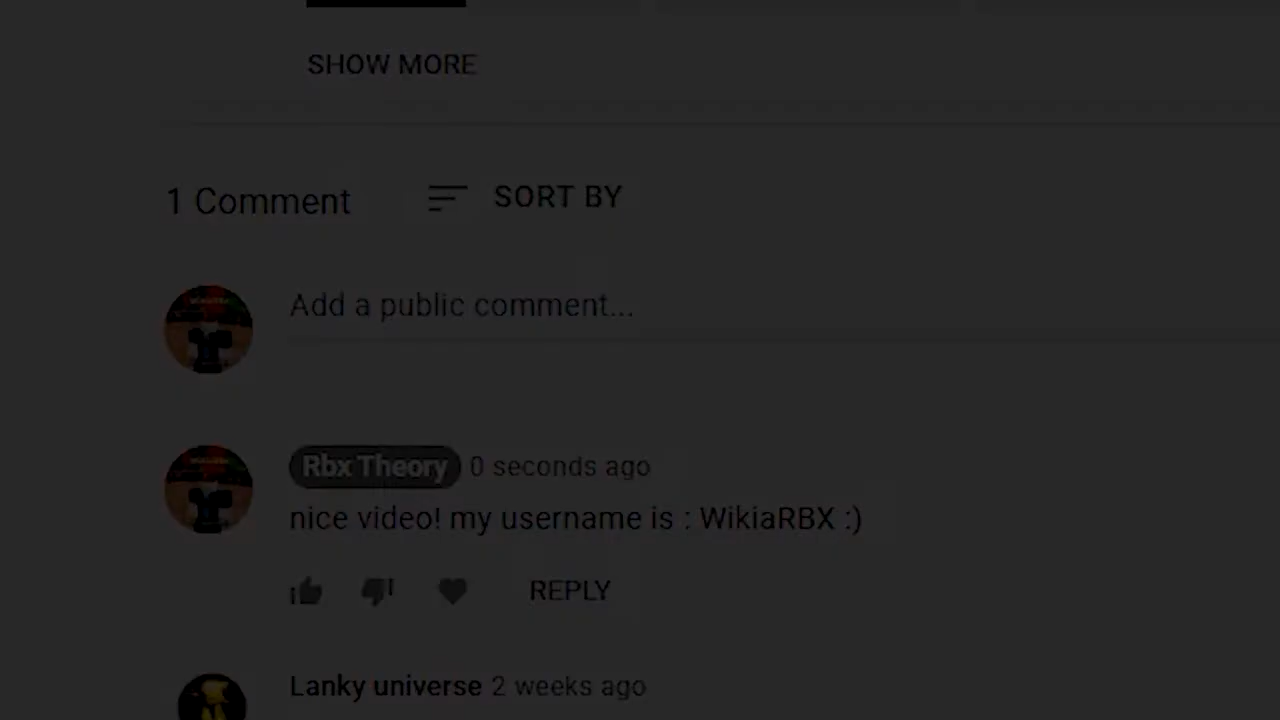 SHOW MORE
1 Comment SORT BY
Add a public comment...
Rbx Theory 0 seconds ago
nice video! my username is : WikiaRBX :)
REPLY
Lanky universe 2 weeks ago